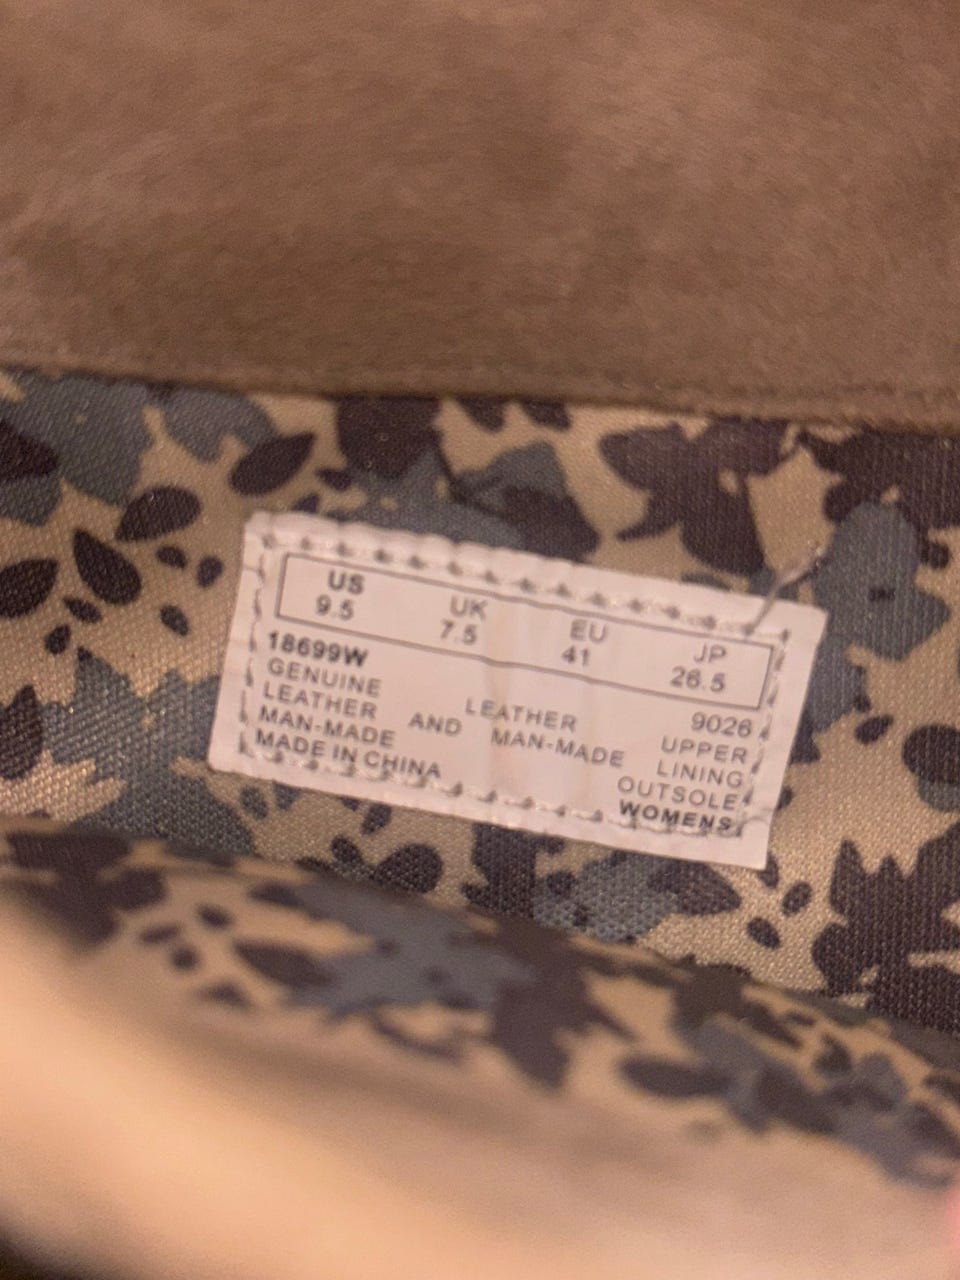 US UK EU JP
9.5 7.5 41 26.5
18699W 9026
GENUINE LEATHER UPPER
LEATHER AND MAN-MADE LINING
MAN-MADE OUTSOLE
MADE IN CHINA WOMENS